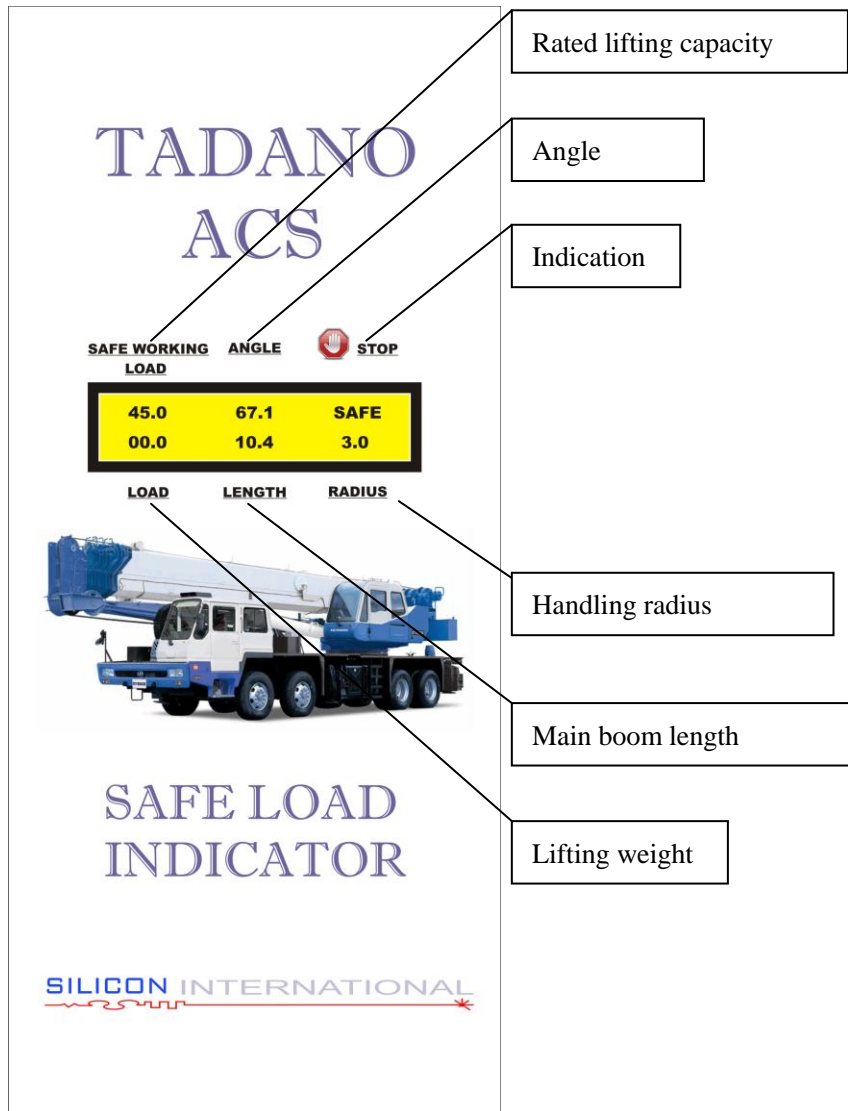 Rated lifting capacity
TADANO
ACS
Angle
Indication
SAFE WORKING LOAD
ANGLE
STOP
45.0 67.1 SAFE
00.0 10.4 3.0
LOAD LENGTH RADIUS
Handling radius
Main boom length
SAFE LOAD
INDICATOR
Lifting weight
SILICON INTERNATIONAL